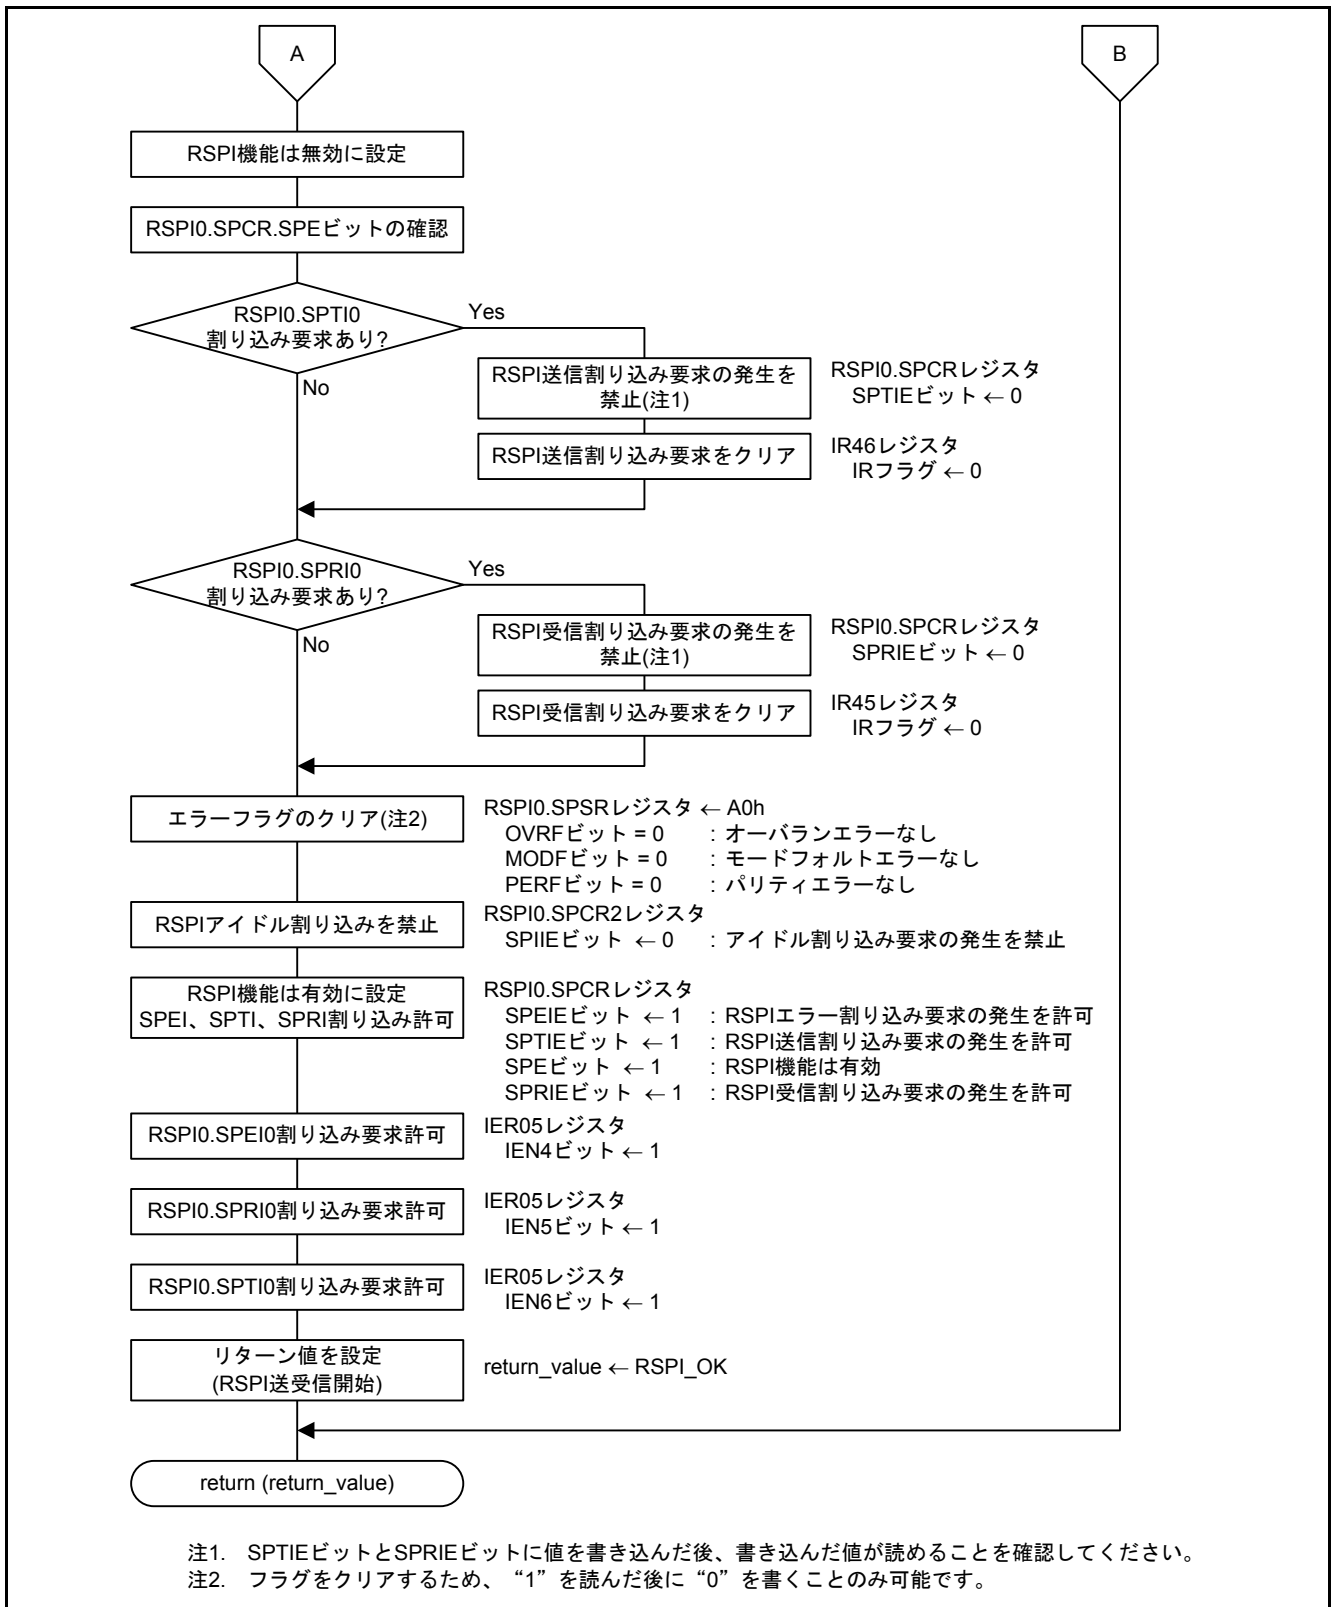 A
B
RSPI機能は無効に設定
RSPI0.SPCR.SPEビットの確認
RSPI0.SPTI0
割り込み要求あり?
Yes
No
RSPI送信割り込み要求の発生を
禁止(注1)
RSPI0.SPCRレジスタ
SPTIEビット ← 0
RSPI送信割り込み要求をクリア
IR46レジスタ
IRフラグ ← 0
RSPI0.SPRI0
割り込み要求あり?
Yes
No
RSPI受信割り込み要求の発生を
禁止(注1)
RSPI0.SPCRレジスタ
SPRIEビット ← 0
RSPI受信割り込み要求をクリア
IR45レジスタ
IRフラグ ← 0
エラーフラグのクリア(注2)
RSPI0.SPSRレジスタ ← A0h
OVRFビット = 0 : オーバランエラーなし
MODFビット = 0 : モードフォルトエラーなし
PERFビット = 0 : パリティエラーなし
RSPIアイドル割り込みを禁止
RSPI0.SPCR2レジスタ
SPIIEビット ← 0 : アイドル割り込み要求の発生を禁止
RSPI機能は有効に設定
SPEI、SPTI、SPRI割り込み許可
RSPI0.SPCRレジスタ
SPEIEビット ← 1 : RSPIエラー割り込み要求の発生を許可
SPTIEビット ← 1 : RSPI送信割り込み要求の発生を許可
SPEビット ← 1 : RSPI機能は有効
SPRIEビット ← 1 : RSPI受信割り込み要求の発生を許可
RSPI0.SPEI0割り込み要求許可
IER05レジスタ
IEN4ビット ← 1
RSPI0.SPRI0割り込み要求許可
IER05レジスタ
IEN5ビット ← 1
RSPI0.SPTI0割り込み要求許可
IER05レジスタ
IEN6ビット ← 1
リターン値を設定
(RSPI送受信開始)
return_value ← RSPI_OK
return (return_value)
注1. SPTIEビットとSPRIEビットに値を書き込んだ後、書き込んだ値が読めることを確認してください。
注2. フラグをクリアするため、“1”を読んだ後に“0”を書くことのみ可能です。